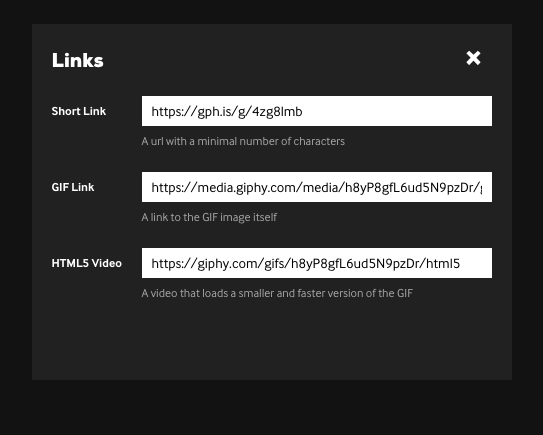 Links
Short Link
https://gph.is/g/4zg8lmb
A url with a minimal number of characters
GIF Link
https://media.giphy.com/media/h8yP8gfL6ud5N9pzDr/
A link to the GIF image itself
HTML5 Video
https://giphy.com/gifs/h8yP8gfL6ud5N9pzDr/html5
A video that loads a smaller and faster version of the GIF